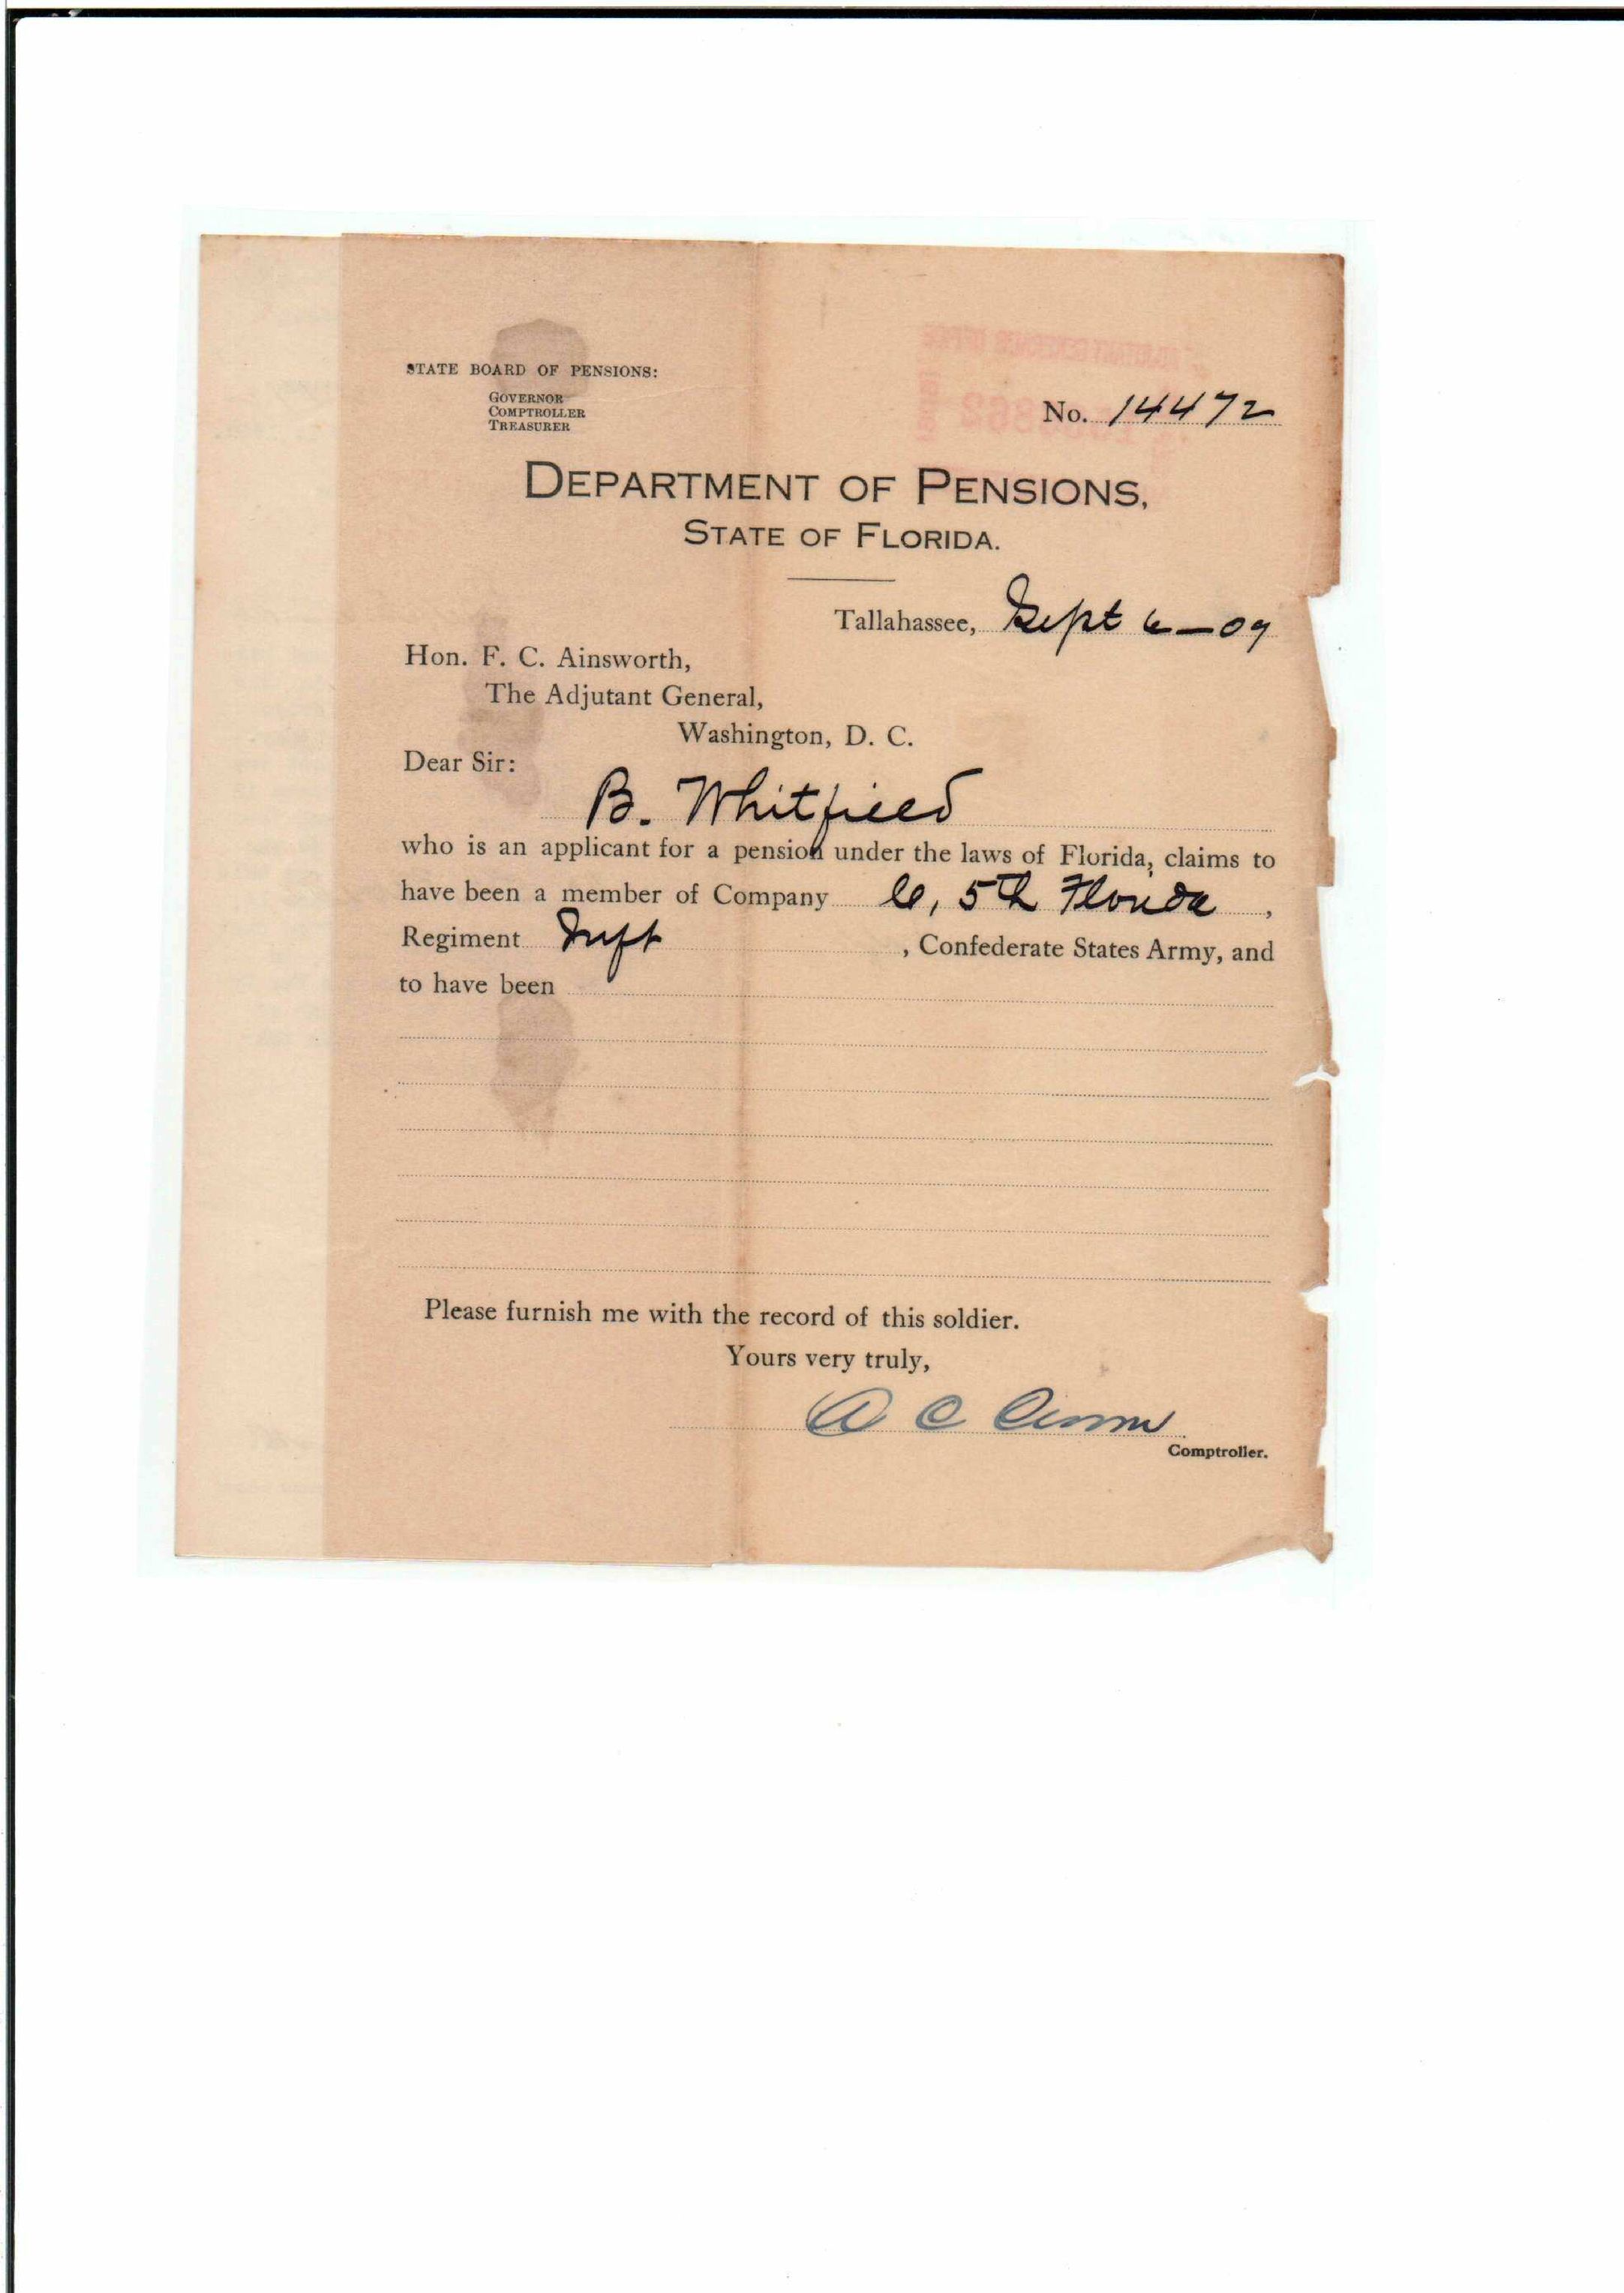 STATE BOARD OF PENSIONS:
GOVERNOR
COMPTROLLER
TREASURER
No. 14472
DEPARTMENT OF PENSIONS,
STATE OF FLORIDA.
Tallahassee, Sept 6-09
Hon. F. C. Ainsworth,
The Adjutant General,
Washington, D. C.
Dear Sir:
B. Whitfield
who is an applicant for a pension under the laws of Florida, claims to
have been a member of Company C, 5th Florida,
Regiment Inft, Confederate States Army, and
to have been
Please furnish me with the record of this soldier.
Yours very truly,
A C Croom
Comptroller.